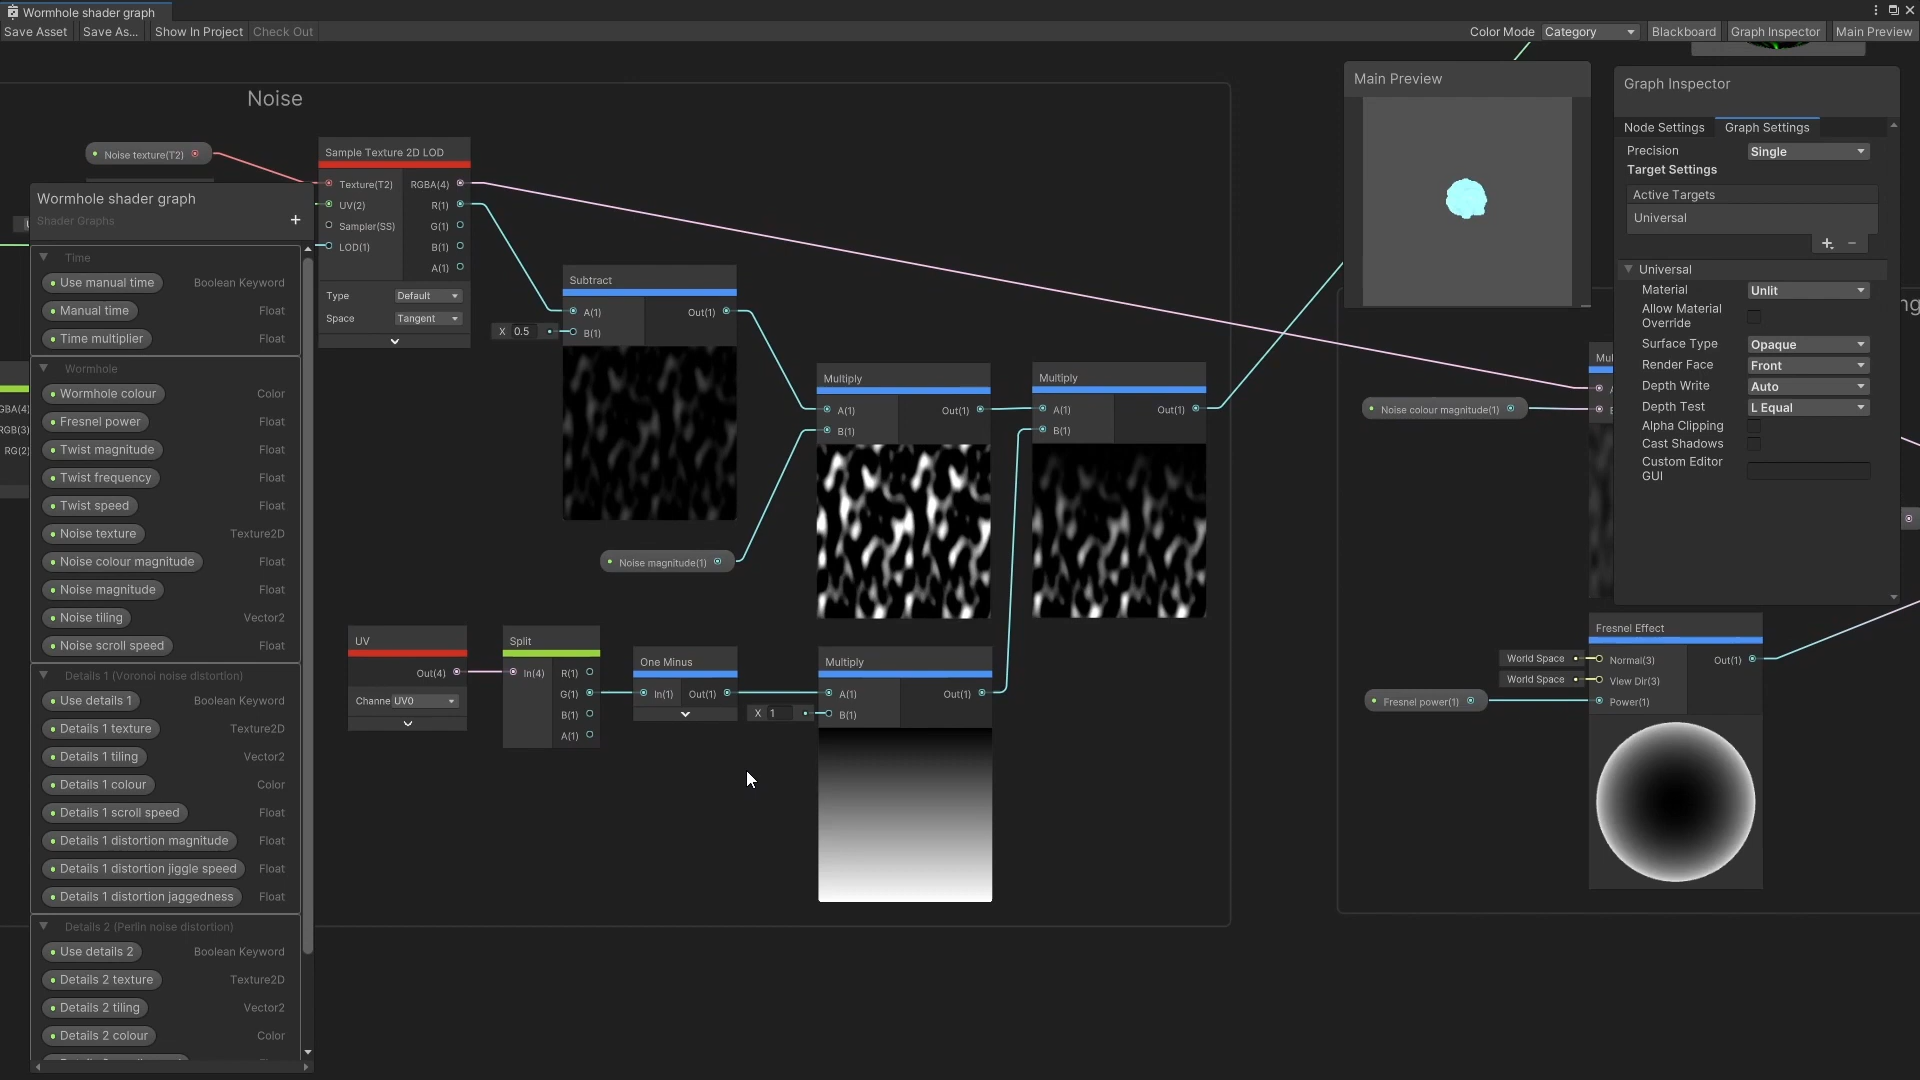 Wormhole shader graph
Save Asset Save As... Show In Project Check Out Color Mode Category Blackboard Graph Inspector Main Preview
Noise
Noise texture(T2)
Sample Texture 2D LOD
Texture(T2) RGBA(4)
UV(2) R(1)
Sampler(SS) G(1)
LOD(1) B(1)
A(1)
Type Default
Space Tangent
Wormhole shader graph
Shader Graphs
+
Time
Use manual time Boolean Keyword
Manual time Float
Time multiplier Float
Wormhole
Wormhole colour Color
Fresnel power Float
Twist magnitude Float
Twist frequency Float
Twist speed Float
Noise texture Texture2D
Noise colour magnitude Float
Noise magnitude Float
Noise tiling Vector2
Noise scroll speed Float
Details 1 (Voronoi noise distortion)
Use details 1 Boolean Keyword
Details 1 texture Texture2D
Details 1 tiling Vector2
Details 1 colour Color
Details 1 scroll speed Float
Details 1 distortion magnitude Float
Details 1 distortion jiggle speed Float
Details 1 distortion jaggedness Float
Details 2 (Perlin noise distortion)
Use details 2 Boolean Keyword
Details 2 texture Texture2D
Details 2 tiling Vector2
Details 2 colour Color
GBA(4)
RGB(3)
RG(2)
Subtract
A(1) Out(1)
X 0.5 B(1)
Multiply
A(1) Out(1)
B(1)
Multiply
A(1) Out(1)
B(1)
Noise magnitude(1)
UV
Out(4)
Channe UV0
Split
In(4) R(1)
G(1)
B(1)
A(1)
One Minus
In(1) Out(1)
Multiply
A(1) Out(1)
X 1 B(1)
Main Preview
Noise colour magnitude(1)
Mul
Fresnel Effect
World Space Normal(3) Out(1)
World Space View Dir(3)
Fresnel power(1) Power(1)
Graph Inspector
Node Settings Graph Settings
Precision Single
Target Settings
Active Targets
Universal
+ −
Universal
Material Unlit
Allow Material
Override
Surface Type Opaque
Render Face Front
Depth Write Auto
Depth Test L Equal
Alpha Clipping
Cast Shadows
Custom Editor
GUI
ng